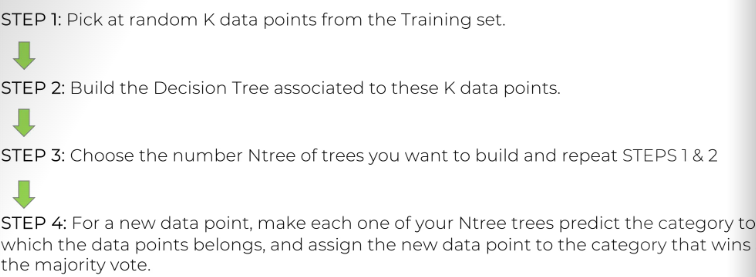 STEP 1: Pick at random K data points from the Training set.
STEP 2: Build the Decision Tree associated to these K data points.
STEP 3: Choose the number Ntree of trees you want to build and repeat STEPS 1 & 2
STEP 4: For a new data point, make each one of your Ntree trees predict the category to
which the data points belongs, and assign the new data point to the category that wins
the majority vote.